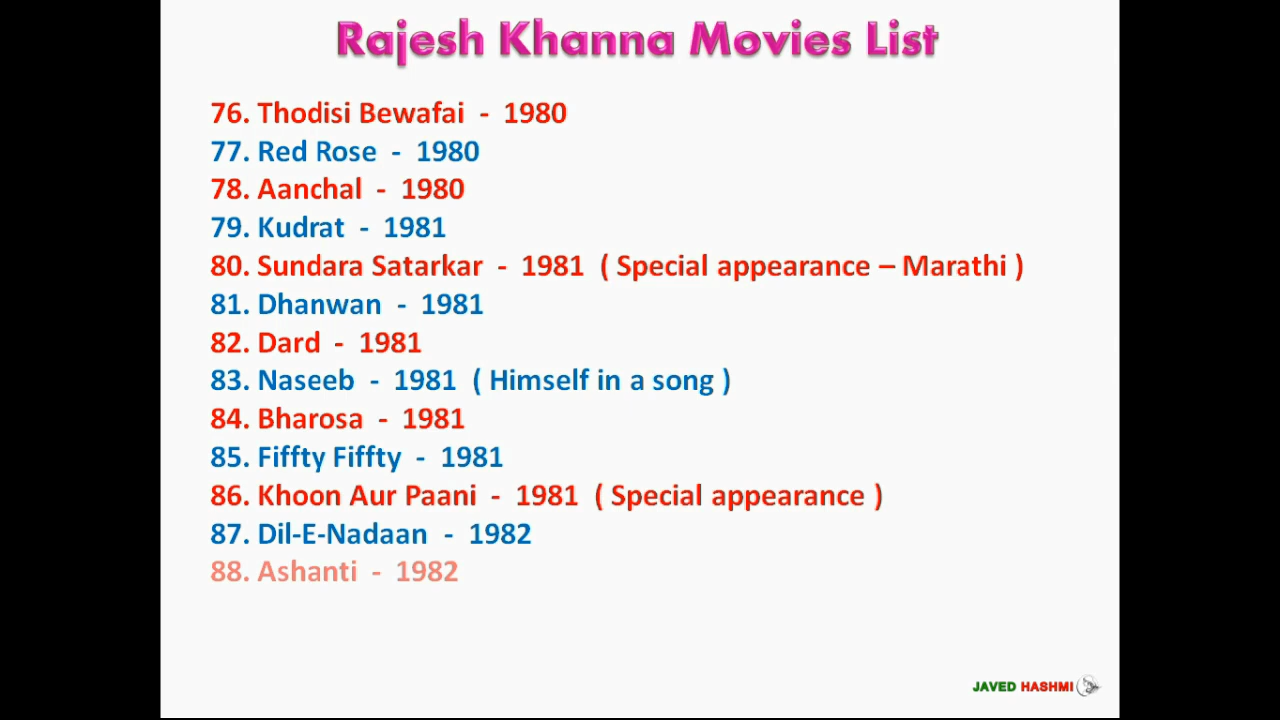 Rajesh Khanna Movies List
76. Thodisi Bewafai - 1980
77. Red Rose - 1980
78. Aanchal - 1980
79. Kudrat - 1981
80. Sundara Satarkar - 1981 ( Special appearance – Marathi )
81. Dhanwan - 1981
82. Dard - 1981
83. Naseeb - 1981 ( Himself in a song )
84. Bharosa - 1981
85. Fiffty Fiffty - 1981
86. Khoon Aur Paani - 1981 ( Special appearance )
87. Dil-E-Nadaan - 1982
88. Ashanti - 1982
JAVED HASHMI